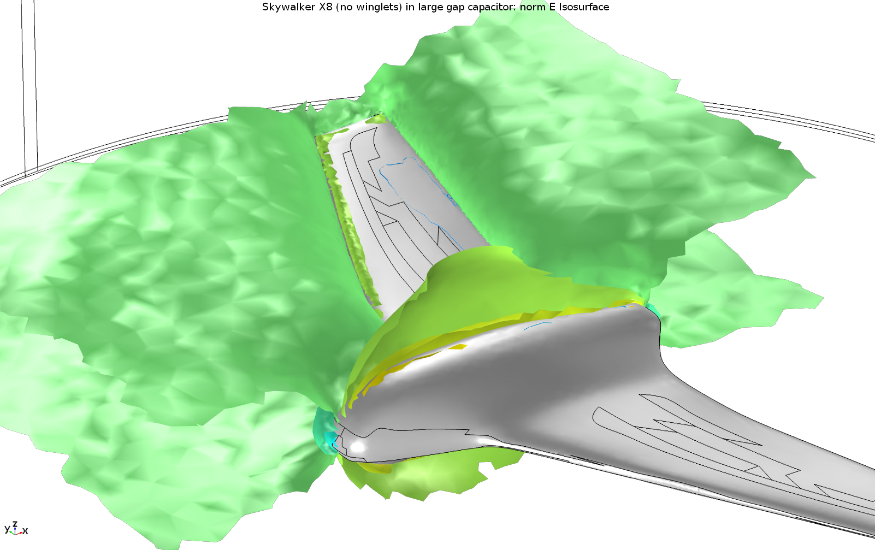 Skywalker X8 (no winglets) in large gap capacitor: norm E Isosurface
z
y x